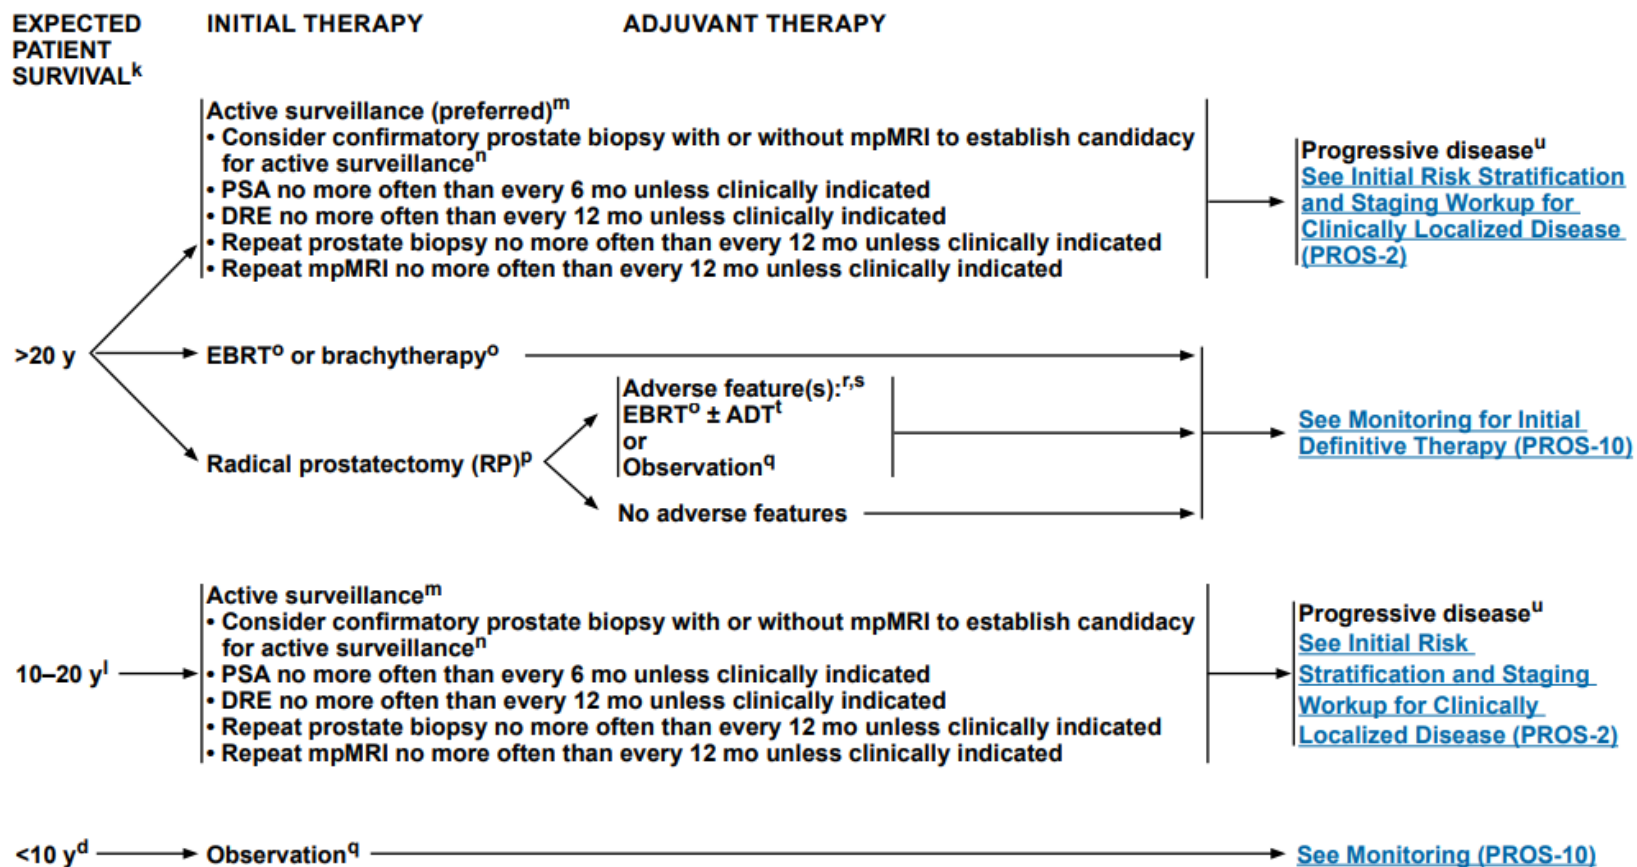 EXPECTED PATIENT SURVIVALᵏ
INITIAL THERAPY
ADJUVANT THERAPY
>20 y
Active surveillance (preferred)ᵐ
• Consider confirmatory prostate biopsy with or without mpMRI to establish candidacy
for active surveillanceⁿ
• PSA no more often than every 6 mo unless clinically indicated
• DRE no more often than every 12 mo unless clinically indicated
• Repeat prostate biopsy no more often than every 12 mo unless clinically indicated
• Repeat mpMRI no more often than every 12 mo unless clinically indicated
Progressive diseaseᵘ
See Initial Risk Stratification
and Staging Workup for
Clinically Localized Disease
(PROS-2)
EBRTᵒ or brachytherapyᵒ
Radical prostatectomy (RP)ᵖ
Adverse feature(s):ʳ,ˢ
EBRTᵒ ± ADTᵗ
or
Observation^q
No adverse features
See Monitoring for Initial
Definitive Therapy (PROS-10)
10–20 yˡ
Active surveillanceᵐ
• Consider confirmatory prostate biopsy with or without mpMRI to establish candidacy
for active surveillanceⁿ
• PSA no more often than every 6 mo unless clinically indicated
• DRE no more often than every 12 mo unless clinically indicated
• Repeat prostate biopsy no more often than every 12 mo unless clinically indicated
• Repeat mpMRI no more often than every 12 mo unless clinically indicated
Progressive diseaseᵘ
See Initial Risk
Stratification and Staging
Workup for Clinically
Localized Disease (PROS-2)
<10 yᵈ
Observation^q
See Monitoring (PROS-10)